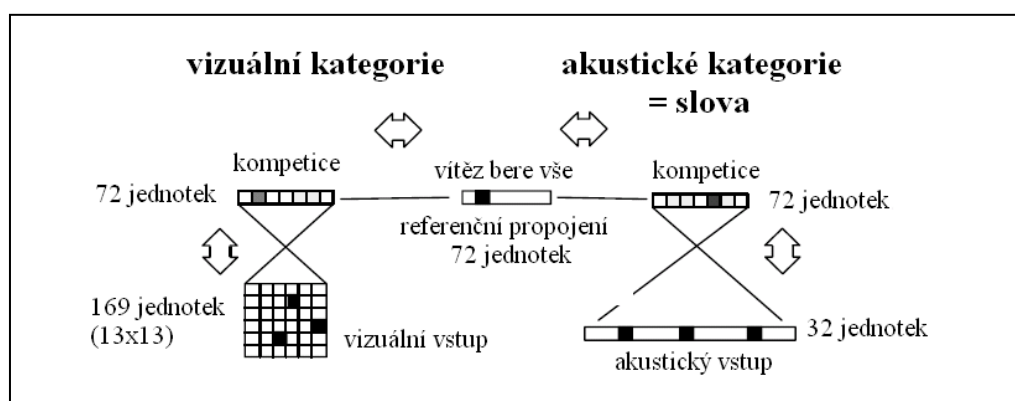 vizuální kategorie
akustické kategorie
= slova
kompetice
vítěz bere vše
kompetice
72 jednotek
72 jednotek
referenční propojení
72 jednotek
169 jednotek
(13x13)
vizuální vstup
32 jednotek
akustický vstup